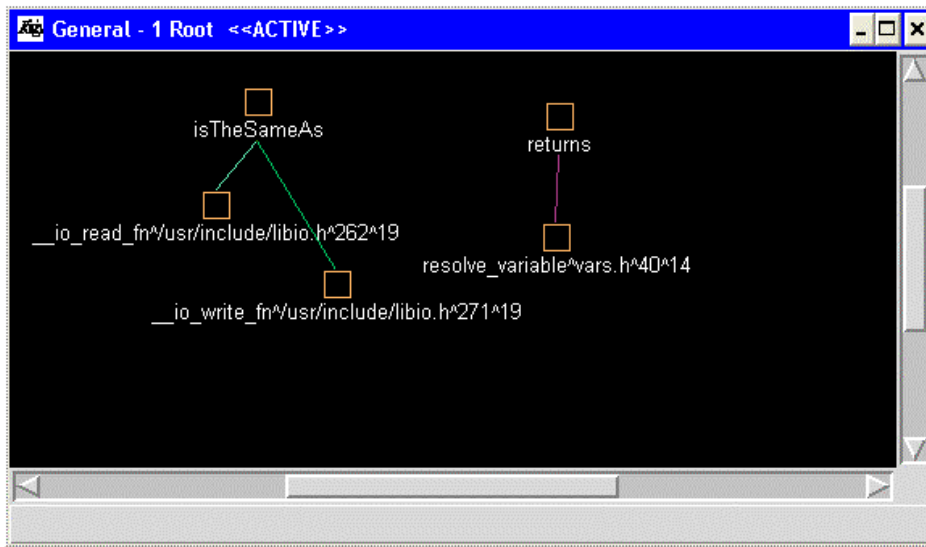 Rigi General - 1 Root <<ACTIVE>>
isTheSameAs
returns
__io_read_fn^/usr/include/libio.h^262^19
resolve_variable^vars.h^40^14
__io_write_fn^/usr/include/libio.h^271^19